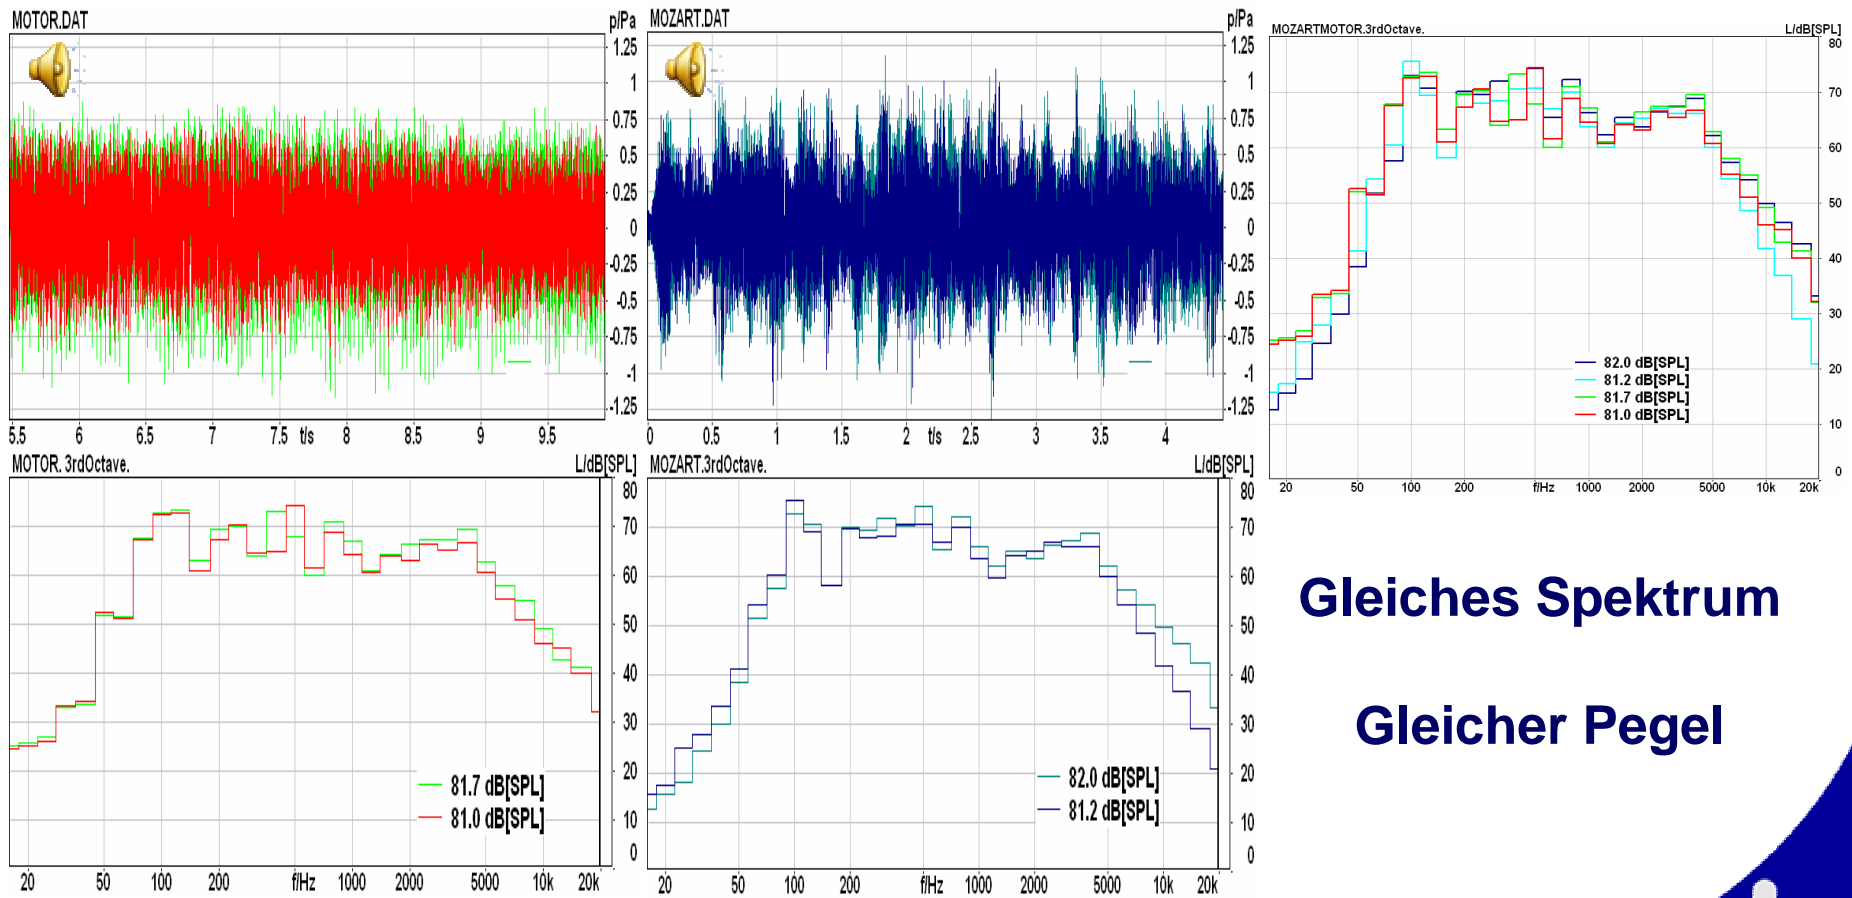 MOTOR.DAT
p/Pa
1.25
1
0.75
0.5
0.25
0
-0.25
-0.5
-0.75
-1
-1.25
5.5 6 6.5 7 7.5 t/s 8 8.5 9 9.5
MOZART.DAT
p/Pa
1.25
1
0.75
0.5
0.25
0
-0.25
-0.5
-0.75
-1
-1.25
0 0.5 1 1.5 2 t/s 2.5 3 3.5 4
MOZARTMOTOR.3rdOctave.
L/dB[SPL]
80
70
60
50
40
30
20
10
0
82.0 dB[SPL]
81.2 dB[SPL]
81.7 dB[SPL]
81.0 dB[SPL]
20 50 100 200 f/Hz 1000 2000 5000 10k 20k
MOTOR. 3rdOctave.
L/dB[SPL]
80
70
60
50
40
30
20
10
0
81.7 dB[SPL]
81.0 dB[SPL]
20 50 100 200 f/Hz 1000 2000 5000 10k 20k
MOZART.3rdOctave.
L/dB[SPL]
80
70
60
50
40
30
20
10
0
82.0 dB[SPL]
81.2 dB[SPL]
20 50 100 200 f/Hz 1000 2000 5000 10k 20k
Gleiches Spektrum
Gleicher Pegel